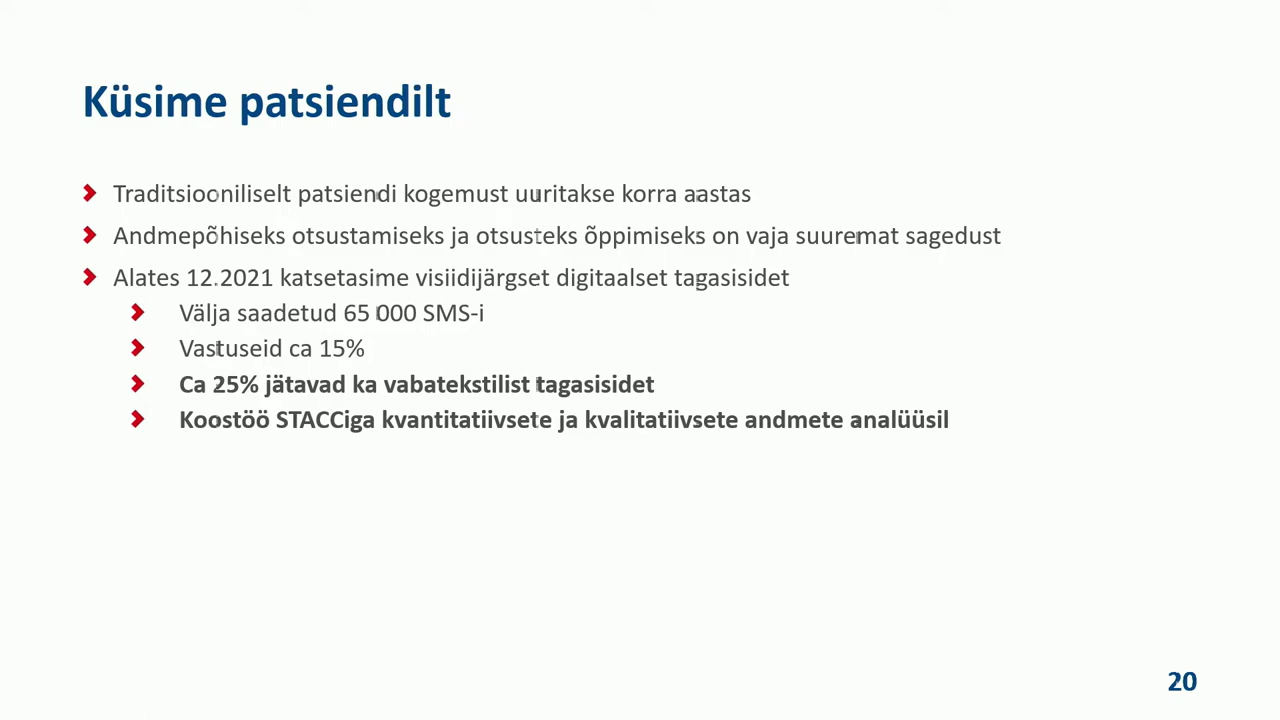 Küsime patsiendilt
Traditsiooniliselt patsiendi kogemust uuritakse korra aastas
Andmepõhiseks otsustamiseks ja otsusteks õppimiseks on vaja suuremat sagedust
Alates 12.2021 katsetasime visiidijärgset digitaalset tagasisidet
Välja saadetud 65 000 SMS-i
Vastuseid ca 15%
Ca 25% jätavad ka vabatekstilist tagasisidet
Koostöö STACCiga kvantitatiivsete ja kvalitatiivsete andmete analüüsil
20